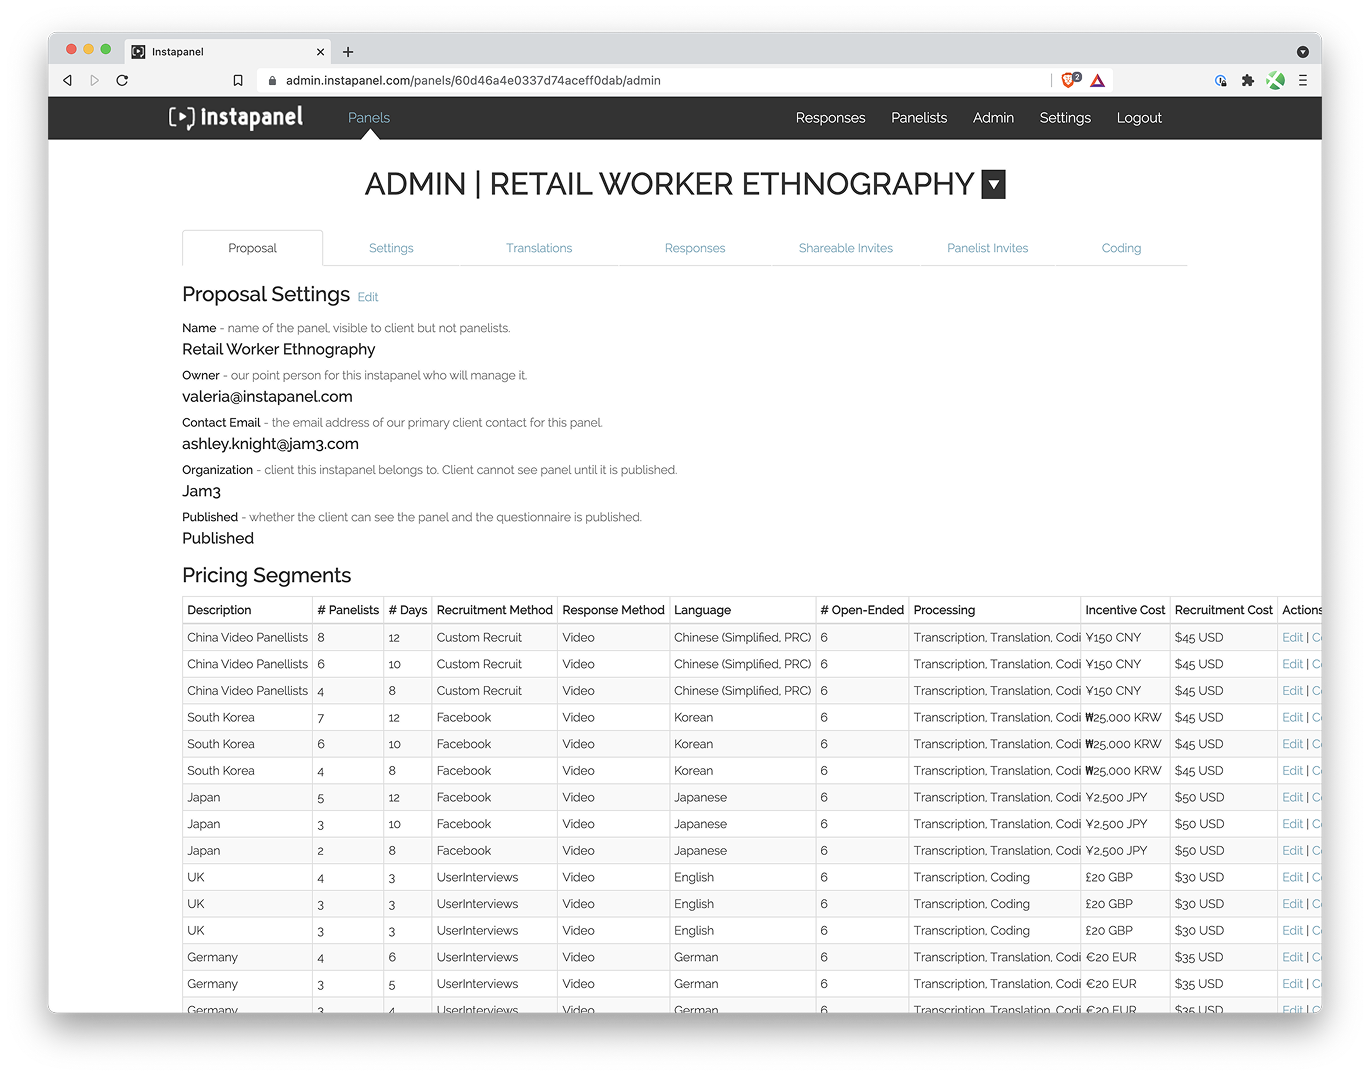 Instapanel
admin.instapanel.com/panels/60d46a4e0337d74aceff0dab/admin
2
instapanel Panels Responses Panelists Admin Settings Logout
ADMIN | RETAIL WORKER ETHNOGRAPHY
Proposal Settings Translations Responses Shareable Invites Panelist Invites Coding
Proposal Settings Edit
Name - name of the panel, visible to client but not panelists.
Retail Worker Ethnography
Owner - our point person for this instapanel who will manage it.
valeria@instapanel.com
Contact Email - the email address of our primary client contact for this panel.
ashley.knight@jam3.com
Organization - client this instapanel belongs to. Client cannot see panel until it is published.
Jam3
Published - whether the client can see the panel and the questionnaire is published.
Published
Pricing Segments
Description # Panelists # Days Recruitment Method Response Method Language # Open-Ended Processing Incentive Cost Recruitment Cost Actions
China Video Panellists 8 12 Custom Recruit Video Chinese (Simplified, PRC) 6 Transcription, Translation, Codi ¥150 CNY $45 USD Edit | C
China Video Panellists 6 10 Custom Recruit Video Chinese (Simplified, PRC) 6 Transcription, Translation, Codi ¥150 CNY $45 USD Edit | C
China Video Panellists 4 8 Custom Recruit Video Chinese (Simplified, PRC) 6 Transcription, Translation, Codi ¥150 CNY $45 USD Edit | C
South Korea 7 12 Facebook Video Korean 6 Transcription, Translation, Codi ₩25,000 KRW $45 USD Edit | C
South Korea 6 10 Facebook Video Korean 6 Transcription, Translation, Codi ₩25,000 KRW $45 USD Edit | C
South Korea 4 8 Facebook Video Korean 6 Transcription, Translation, Codi ₩25,000 KRW $45 USD Edit | C
Japan 5 12 Facebook Video Japanese 6 Transcription, Translation, Codi ¥2,500 JPY $50 USD Edit | C
Japan 3 10 Facebook Video Japanese 6 Transcription, Translation, Codi ¥2,500 JPY $50 USD Edit | C
Japan 2 8 Facebook Video Japanese 6 Transcription, Translation, Codi ¥2,500 JPY $50 USD Edit | C
UK 4 3 UserInterviews Video English 6 Transcription, Coding £20 GBP $30 USD Edit | C
UK 3 3 UserInterviews Video English 6 Transcription, Coding £20 GBP $30 USD Edit | C
UK 3 3 UserInterviews Video English 6 Transcription, Coding £20 GBP $30 USD Edit | C
Germany 4 6 UserInterviews Video German 6 Transcription, Translation, Codi €20 EUR $35 USD Edit | C
Germany 3 5 UserInterviews Video German 6 Transcription, Translation, Codi €20 EUR $35 USD Edit | C
Germany 3 4 UserInterviews Video German 6 Transcription, Translation, Codi €20 EUR $35 USD Edit | C